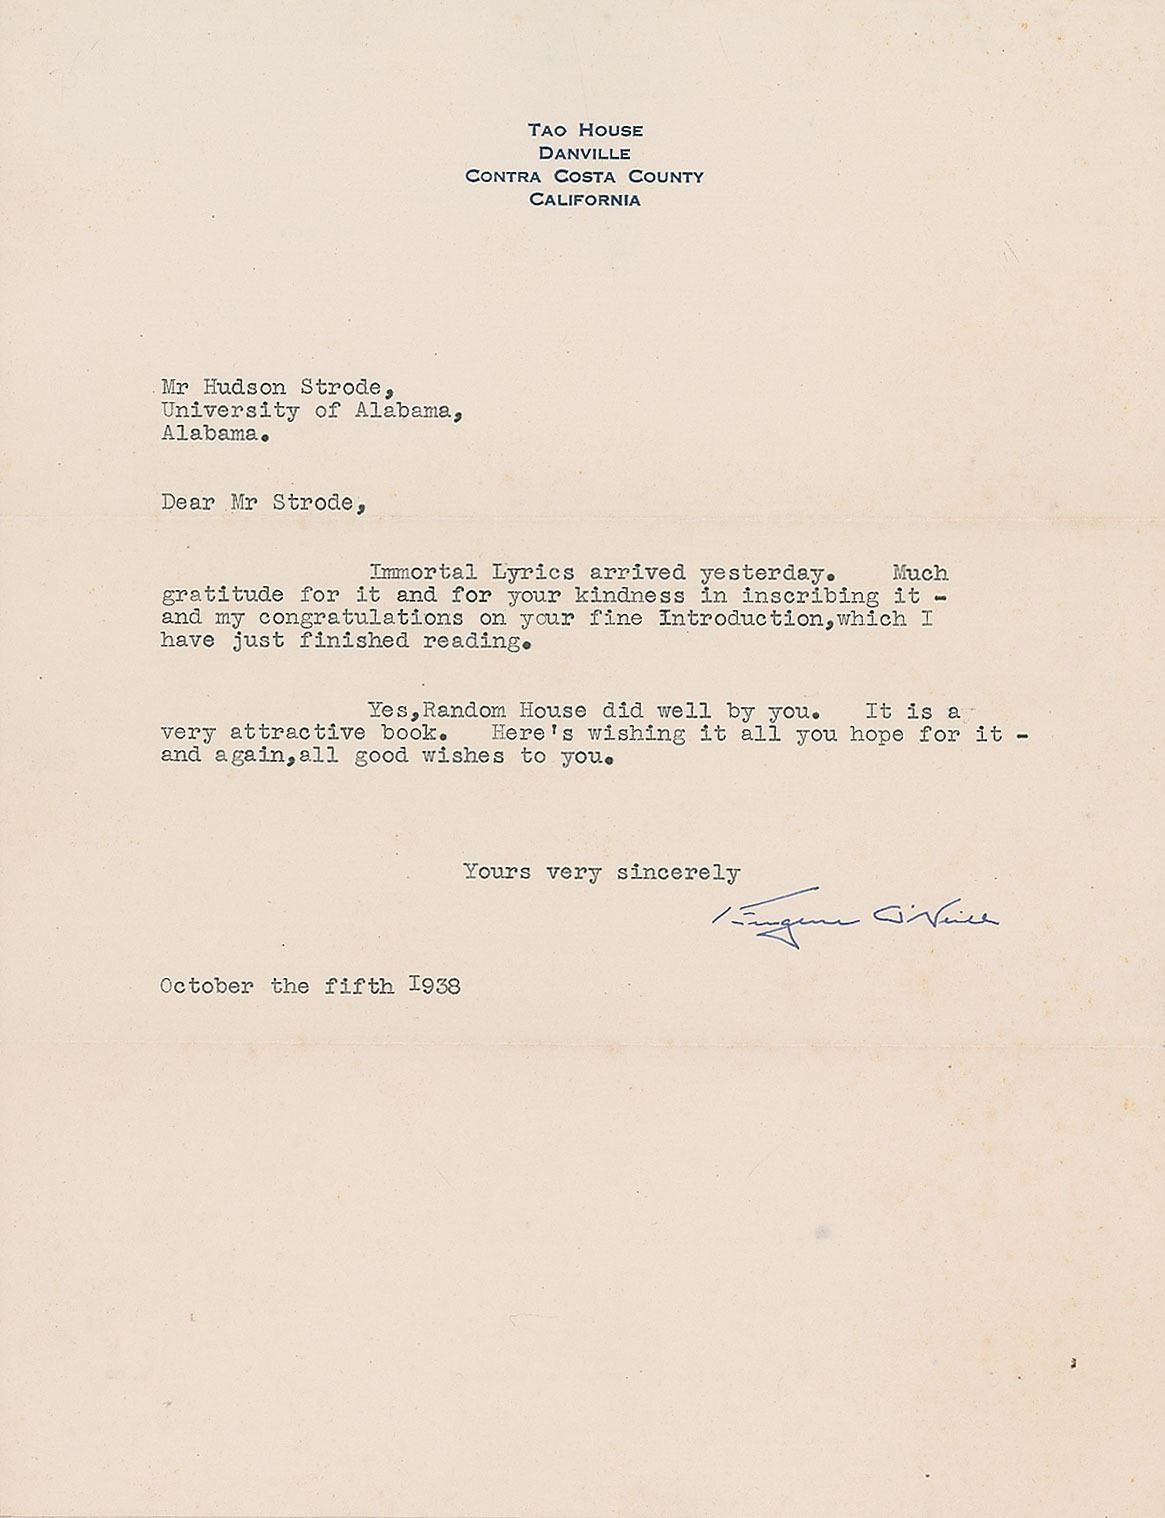 TAO HOUSE
DANVILLE
CONTRA COSTA COUNTY
CALIFORNIA
Mr Hudson Strode,
University of Alabama,
Alabama.
Dear Mr Strode,
Immortal Lyrics arrived yesterday. Much
gratitude for it and for your kindness in inscribing it -
and my congratulations on your fine Introduction,which I
have just finished reading.
Yes,Random House did well by you. It is a
very attractive book. Here's wishing it all you hope for it -
and again,all good wishes to you.
Yours very sincerely
Eugene O'Neill
October the fifth I938